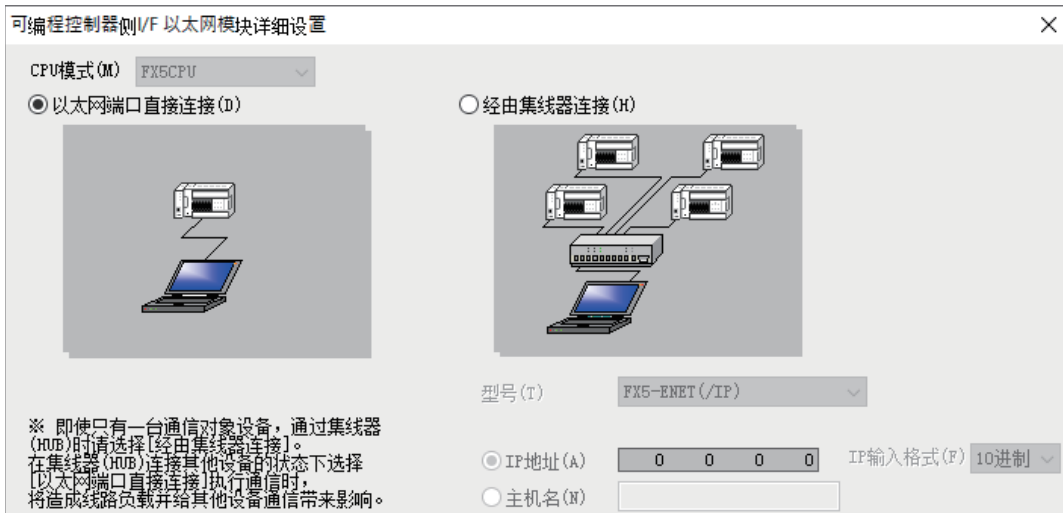 可编程控制器侧I/F 以太网模块详细设置
CPU模式(M) FX5CPU
以太网端口直接连接(D)
经由集线器连接(H)
型号(T) FX5-ENET(/IP)
※ 即使只有一台通信对象设备，通过集线器
(HUB)时请选择[经由集线器连接]。
在集线器(HUB)连接其他设备的状态下选择
[以太网端口直接连接]执行通信时，
将造成线路负载并给其他设备通信带来影响。
IP地址(A) 0 0 0 0 IP输入格式(F) 10进制
主机名(N)